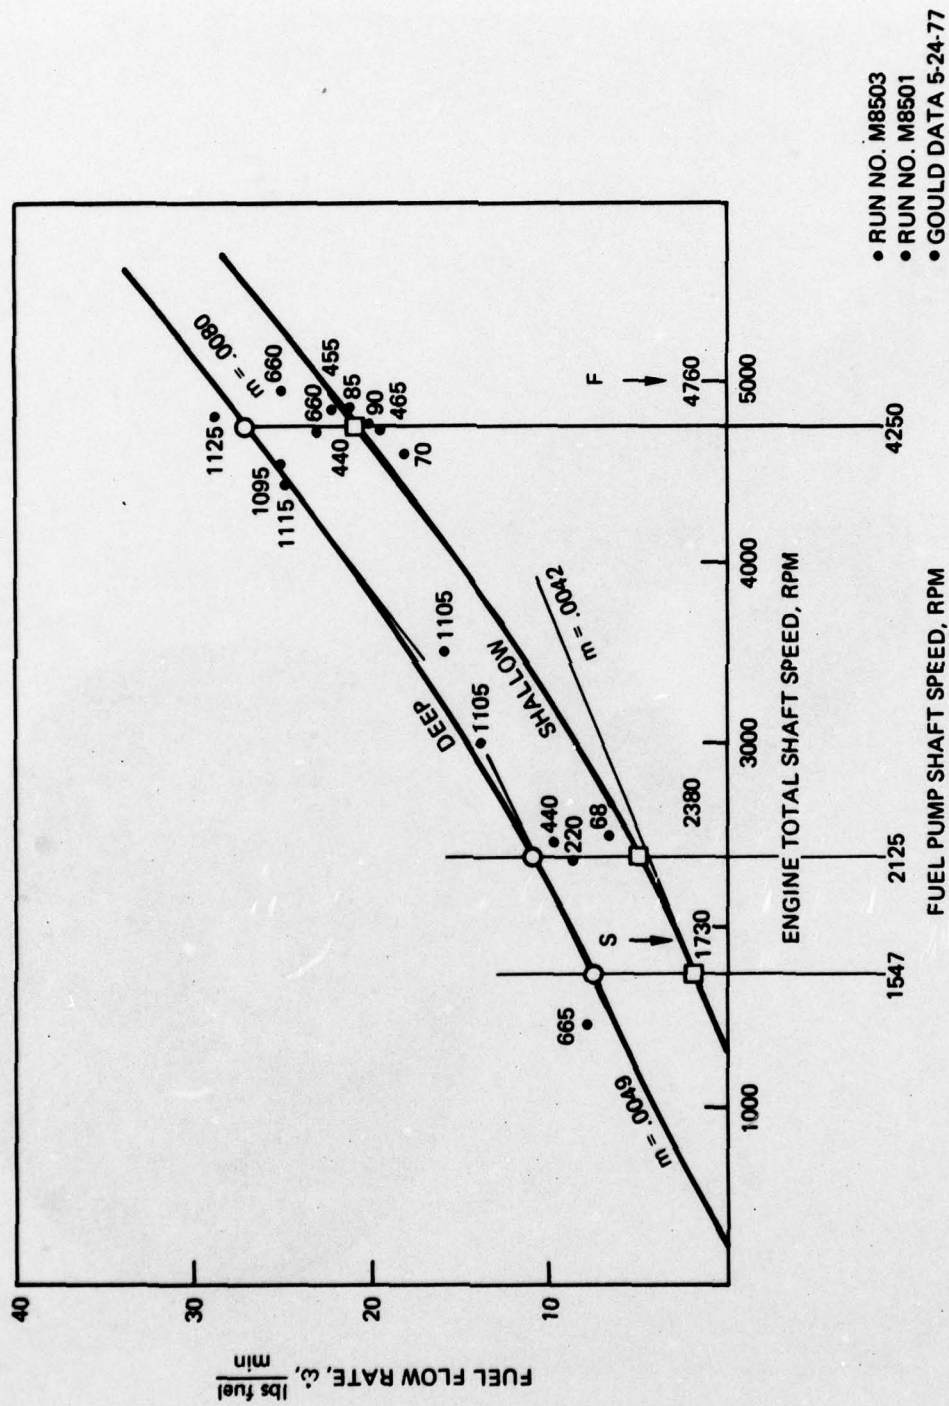 40
30
20
10
FUEL FLOW RATE, ẇ, lbs fuel
min
1125
1095
1115
m = .0080
660
660
455
85
90
465
440
70
1105
1105
DEEP
SHALLOW
m = .0042
440
220
68
665
m = .0049
S
F
1730
2380
4760
1000
3000
4000
5000
ENGINE TOTAL SHAFT SPEED, RPM
1547
2125
4250
FUEL PUMP SHAFT SPEED, RPM
• RUN NO. M8503
• RUN NO. M8501
• GOULD DATA 5-24-77